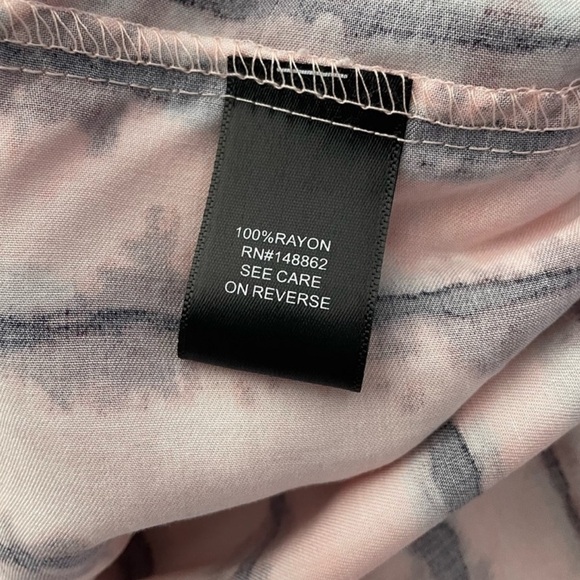 100%RAYON
RN#148862
SEE CARE
ON REVERSE